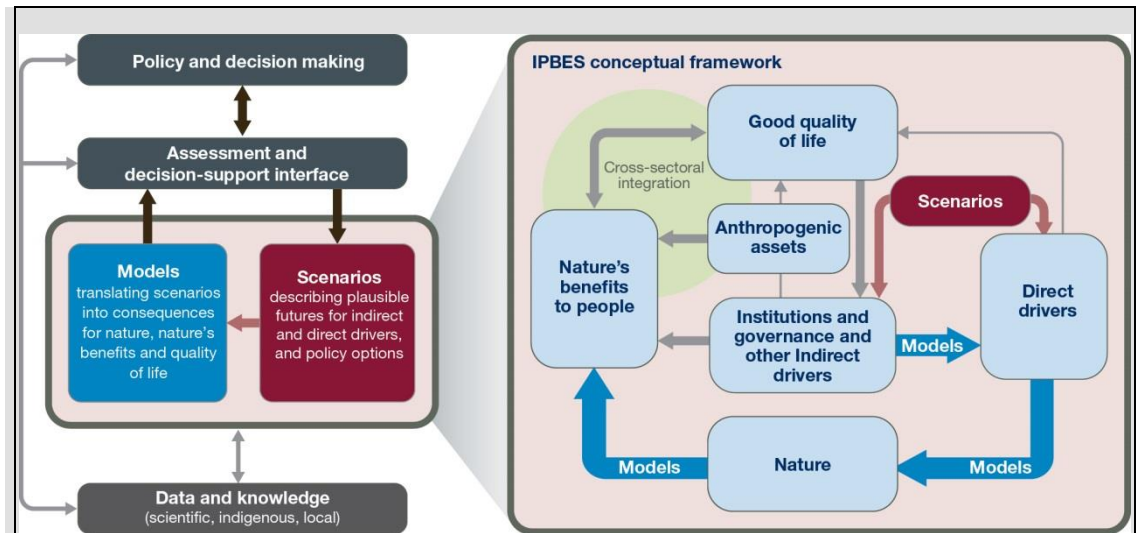 Policy and decision making
Assessment and
decision-support interface
Models
translating scenarios
into consequences
for nature, nature's
benefits and quality
of life
Scenarios
describing plausible
futures for indirect
and direct drivers,
and policy options
Data and knowledge
(scientific, indigenous, local)
IPBES conceptual framework
Good quality
of life
Cross-sectoral
integration
Scenarios
Anthropogenic
assets
Nature's
benefits
to people
Direct
drivers
Institutions and
governance and
other Indirect
drivers
Models
Models
Nature
Models